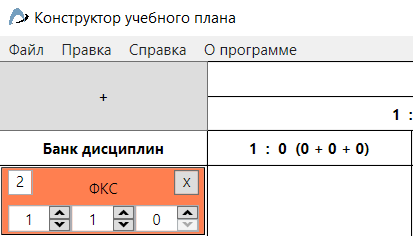 Конструктор учебного плана
Файл Правка Справка О программе
+
1 :
Банк дисциплин 1 : 0 (0 + 0 + 0)
2 ФКС X
1 1 0